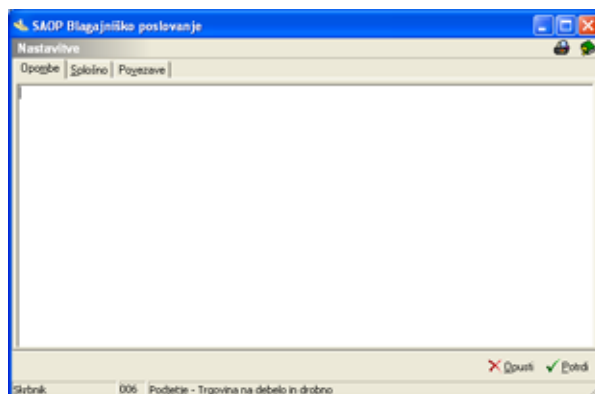 SAOP Blagajniško poslovanje
Nastavitve
Opombe Splošno Povezave
Opusti Potrdi
Skrbnik 006 Podjetje - Trgovina na debelo in drobno